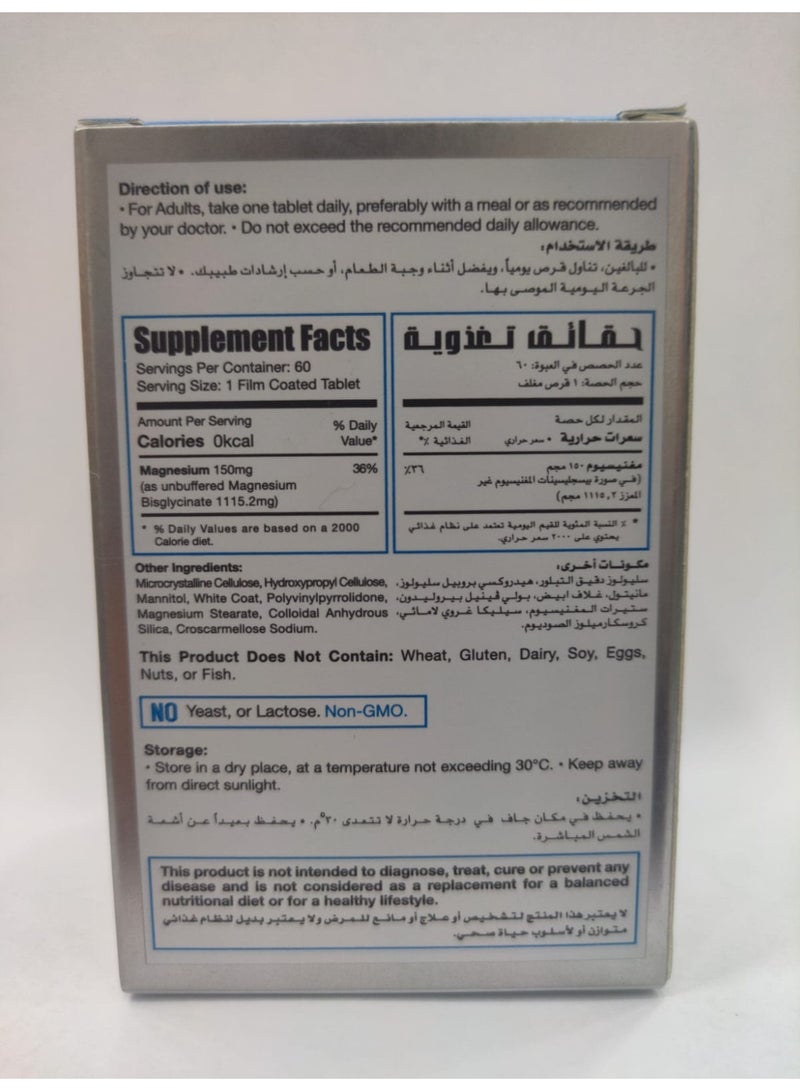 Direction of use:
• For Adults, take one tablet daily, preferably with a meal or as recommended
by your doctor. • Do not exceed the recommended daily allowance.
طريقة الاستخدام:
• للبالغين، تناول قرص يومياً، ويفضل أثناء وجبة الطعام، أو حسب إرشادات طبيبك. • لا تتجاوز
الجرعة اليومية الموصى بها.
Supplement Facts
Servings Per Container: 60
Serving Size: 1 Film Coated Tablet
Amount Per Serving
% Daily
Calories 0kcal
Value*
Magnesium 150mg 36%
(as unbuffered Magnesium
Bisglycinate 1115.2mg)
* % Daily Values are based on a 2000
Calorie diet.
حقائق تغذوية
عدد الحصص في العبوة: ٦٠
حجم الحصة: ١ قرص مغلف
المقدار لكل حصة
القيمة المرجعية
سعرات حرارية ٠ سعر حراري
الغذائية ٪*
مغنيسيوم ١٥٠ مجم ٣٦٪
(في صورة بيسجليسينات المغنيسيوم غير
المعزز ١١١٥٫٢ مجم)
* ٪ النسبة المئوية للقيم اليومية تعتمد على نظام غذائي
يحتوي على ٢٠٠٠ سعر حراري.
Other Ingredients:
Microcrystalline Cellulose, Hydroxypropyl Cellulose,
Mannitol, White Coat, Polyvinylpyrrolidone,
Magnesium Stearate, Colloidal Anhydrous
Silica, Croscarmellose Sodium.
مكونات أخرى:
سليولوز دقيق التبلور، هيدروكسي بروبيل سليولوز،
مانيتول، غلاف ابيض، بولي ڤينيل بيروليدون،
ستيرات المغنيسيوم، سيليكا غروي لامائي،
كروسكارميلوز الصوديوم.
This Product Does Not Contain: Wheat, Gluten, Dairy, Soy, Eggs,
Nuts, or Fish.
NO Yeast, or Lactose. Non-GMO.
Storage:
• Store in a dry place, at a temperature not exceeding 30°C. • Keep away
from direct sunlight.
التخزين:
• يحفظ في مكان جاف في درجة حرارة لا تتعدى ٣٠°م. • يحفظ بعيداً عن أشعة
الشمس المباشرة.
This product is not intended to diagnose, treat, cure or prevent any
disease and is not considered as a replacement for a balanced
nutritional diet or for a healthy lifestyle.
لا يعتبر هذا المنتج لتشخيص أو علاج أو مانع للمرض ولا يعتبر بديل لنظام غذائي
متوازن أو لأسلوب حياة صحي.